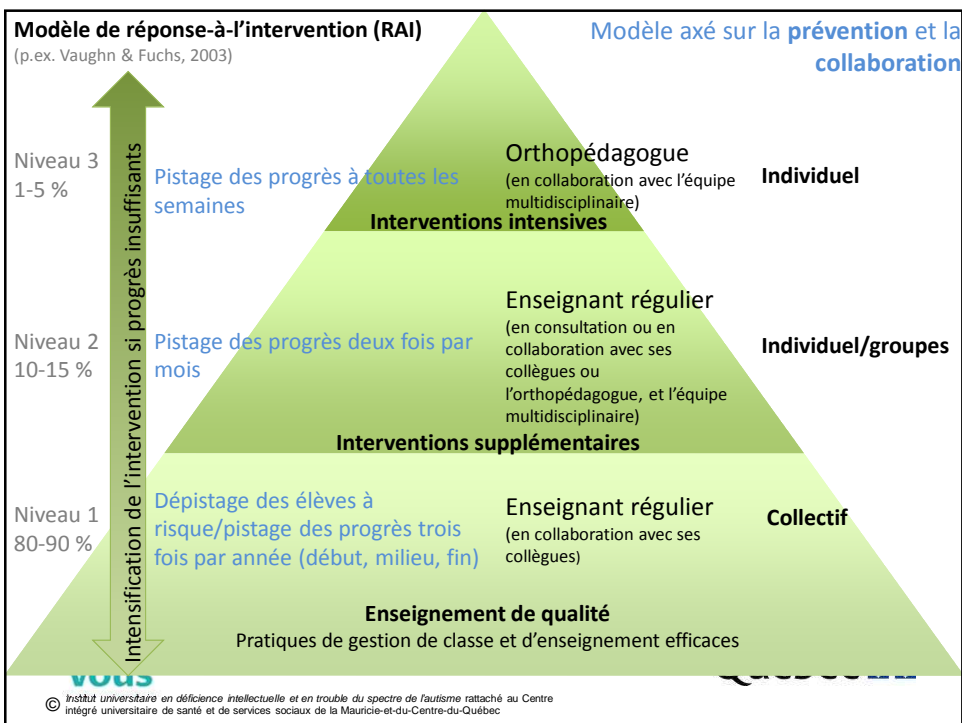 Modèle de réponse-à-l'intervention (RAI)
(p.ex. Vaughn & Fuchs, 2003)
Modèle axé sur la prévention et la
collaboration
Intensification de l'intervention si progrès insuffisants
Niveau 3
1-5 %
Pistage des progrès à toutes les
semaines
Orthopédagogue
(en collaboration avec l'équipe
multidisciplinaire)
Individuel
Interventions intensives
Niveau 2
10-15 %
Pistage des progrès deux fois par
mois
Enseignant régulier
(en consultation ou en
collaboration avec ses
collègues ou
l'orthopédagogue, et l'équipe
multidisciplinaire)
Individuel/groupes
Interventions supplémentaires
Niveau 1
80-90 %
Dépistage des élèves à
risque/pistage des progrès trois
fois par année (début, milieu, fin)
Enseignant régulier
(en collaboration avec ses
collègues)
Collectif
Enseignement de qualité
Pratiques de gestion de classe et d'enseignement efficaces
vous
Québec
© Institut universitaire en déficience intellectuelle et en trouble du spectre de l'autisme rattaché au Centre
intégré universitaire de santé et de services sociaux de la Mauricie-et-du-Centre-du-Québec